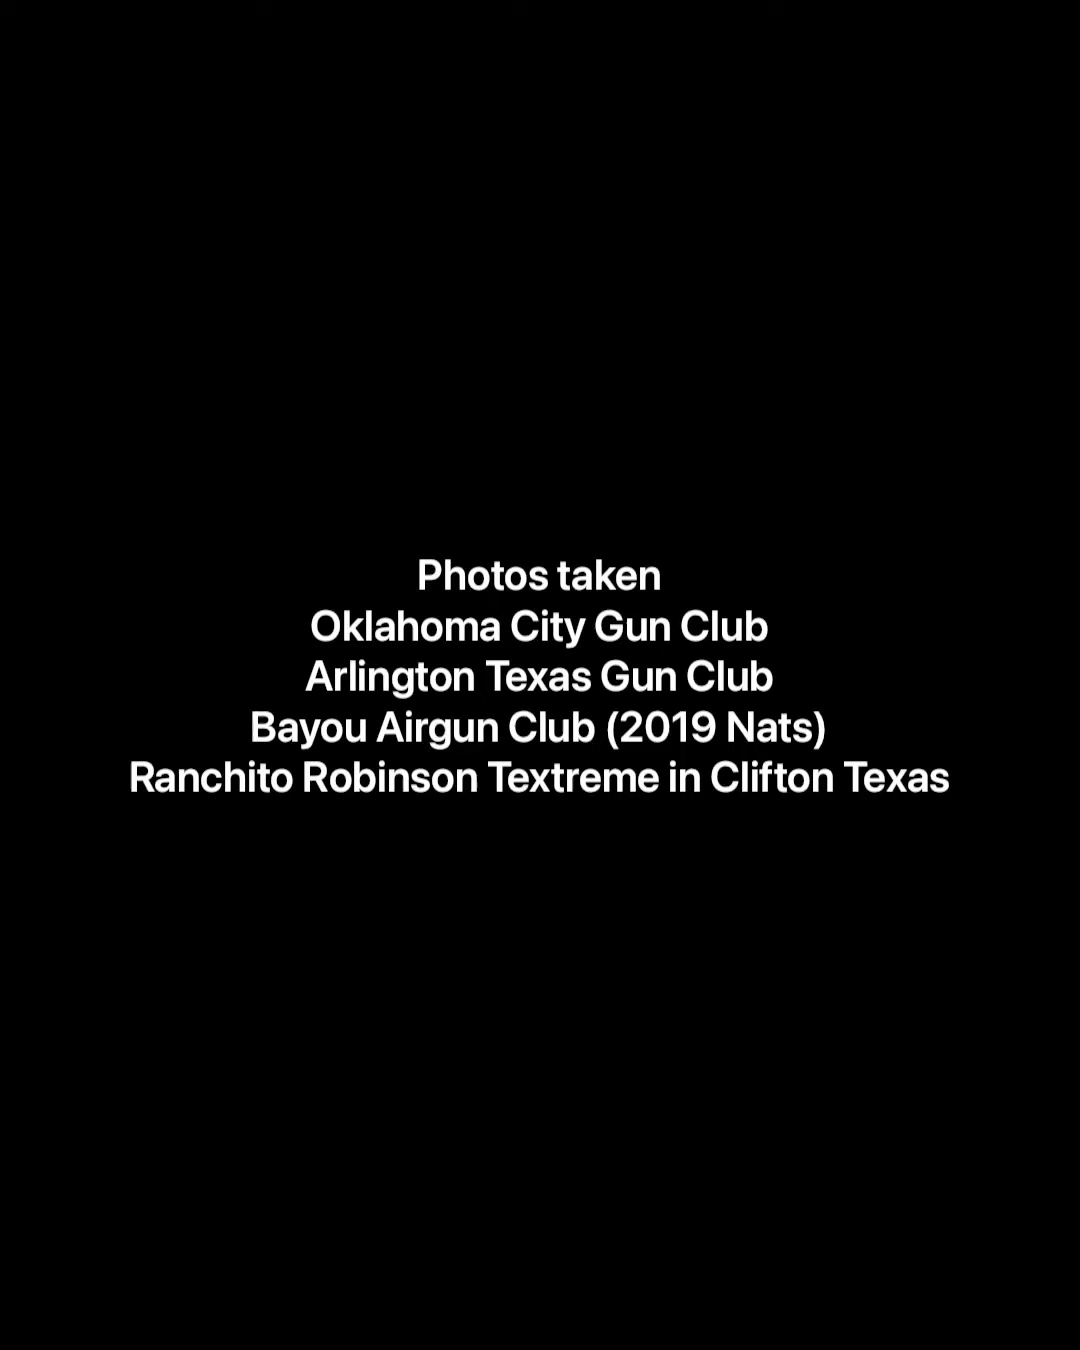 Photos taken
Oklahoma City Gun Club
Arlington Texas Gun Club
Bayou Airgun Club (2019 Nats)
Ranchito Robinson Textreme in Clifton Texas